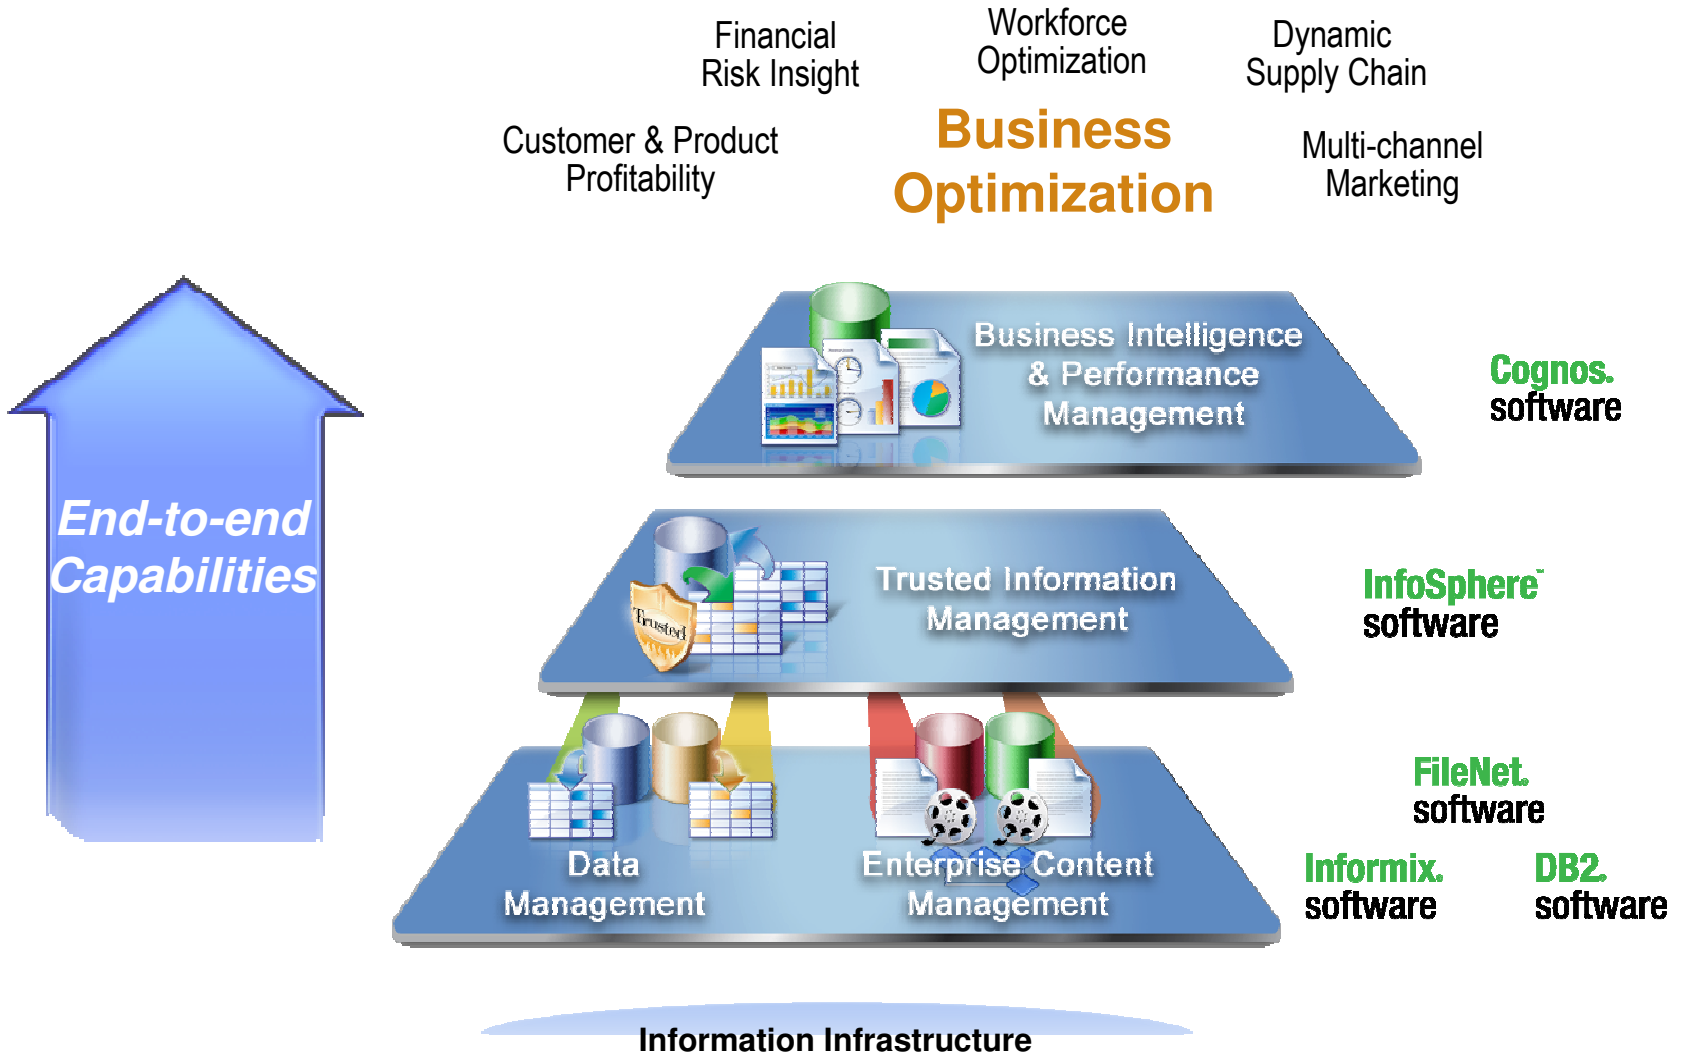 Financial
Risk Insight
Workforce
Optimization
Dynamic
Supply Chain
Customer & Product
Profitability
Business
Optimization
Multi-channel
Marketing
Business Intelligence
& Performance
Management
Cognos®
software
End-to-end
Capabilities
Trusted
Trusted Information
Management
InfoSphere™
software
FileNet®
software
Data
Management
Enterprise Content
Management
Informix®
software
DB2®
software
Information Infrastructure